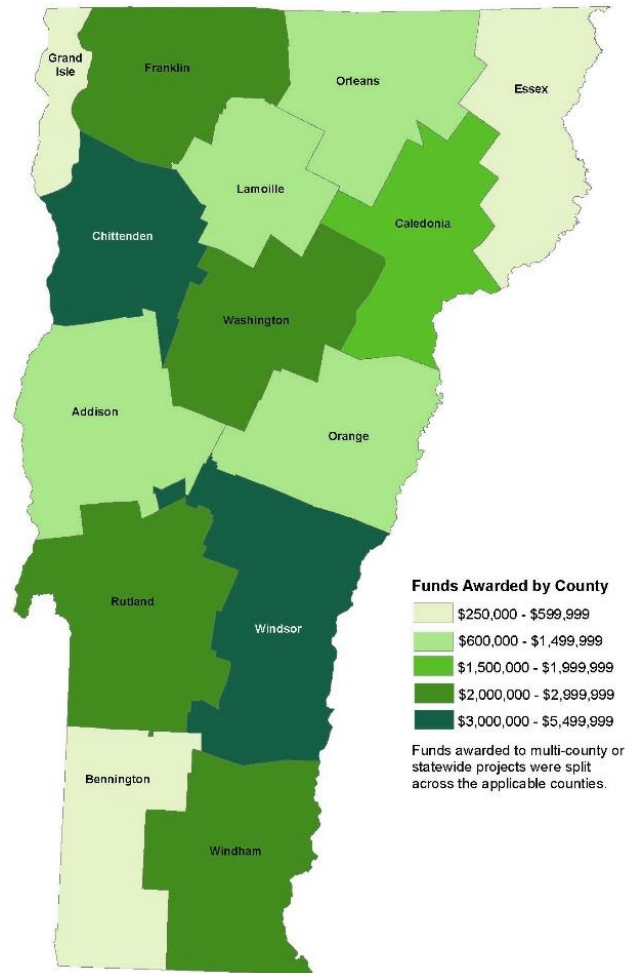 Grand
Isle
Franklin
Orleans
Essex
Lamoille
Caledonia
Chittenden
Washington
Addison
Orange
Rutland
Windsor
Bennington
Windham
Funds Awarded by County
$250,000 - $599,999
$600,000 - $1,499,999
$1,500,000 - $1,999,999
$2,000,000 - $2,999,999
$3,000,000 - $5,499,999
Funds awarded to multi-county or
statewide projects were split
across the applicable counties.